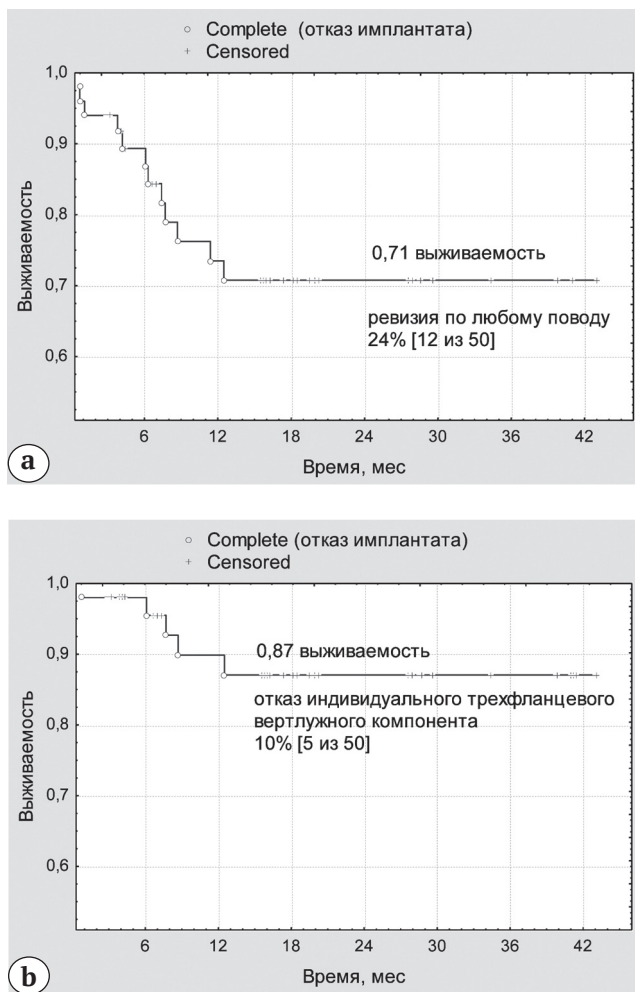 Complete (отказ имплантата)
Censored
1,0
0,9
0,8
0,7
0,6
Выживаемость
0,71 выживаемость
ревизия по любому поводу
24% [12 из 50]
6 12 18 24 30 36 42
Время, мес
a
Complete (отказ имплантата)
Censored
1,0
0,9
0,8
0,7
0,6
Выживаемость
0,87 выживаемость
отказ индивидуального трехфланцевого
вертлужного компонента
10% [5 из 50]
6 12 18 24 30 36 42
Время, мес
b